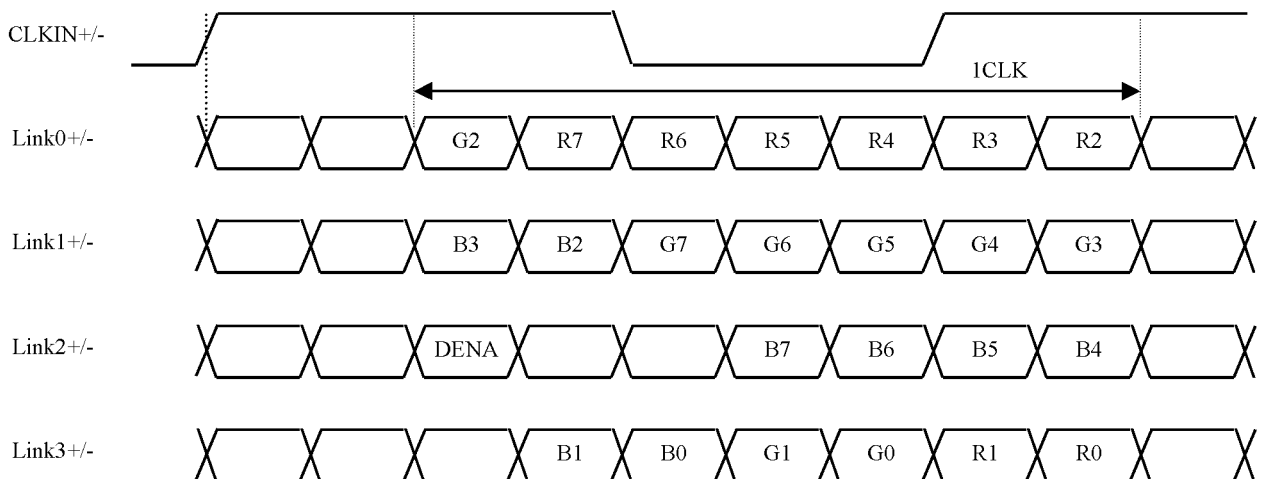 CLKIN+/-
1CLK
Link0+/- G2 R7 R6 R5 R4 R3 R2
Link1+/- B3 B2 G7 G6 G5 G4 G3
Link2+/- DENA B7 B6 B5 B4
Link3+/- B1 B0 G1 G0 R1 R0